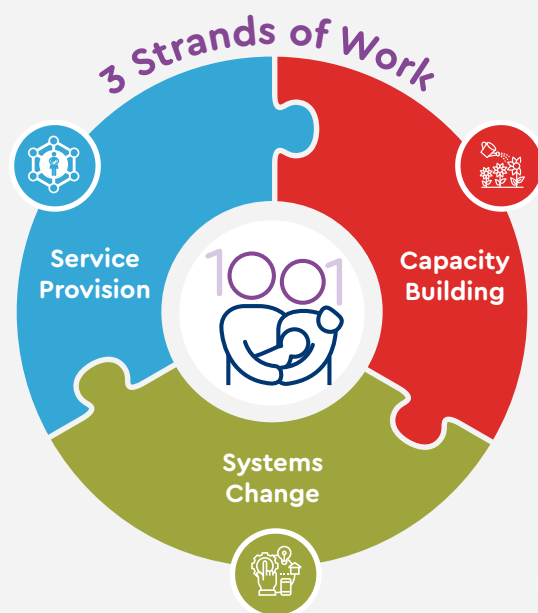 3 Strands of Work
Service
Provision
1001
Capacity
Building
Systems
Change